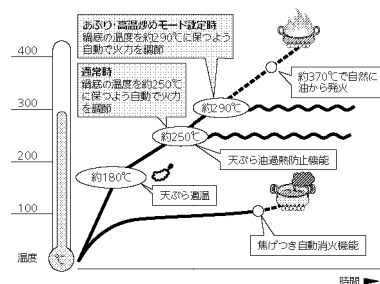 あぶり・高温炒めモード設定時
鍋底の温度を約290℃に保つよう
自動で火力を調節
通常時
鍋底の温度を約250℃
に保つよう自動で火力
を調節
400
約370℃で自然に
油から発火
300
約290℃
約250℃
天ぷら油過熱防止機能
200
約180℃
天ぷら適温
100
焦げつき自動消火機能
温度
℃
時間